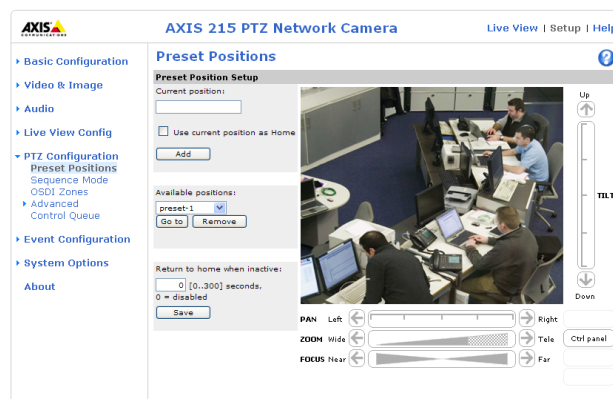 AXIS
COMMUNICATIONS
AXIS 215 PTZ Network Camera
Live View | Setup | Help
Basic Configuration
Video & Image
Audio
Live View Config
PTZ Configuration
Preset Positions
Sequence Mode
OSDI Zones
Advanced
Control Queue
Event Configuration
System Options
About
Preset Positions
?
Preset Position Setup
Current position:
Use current position as Home
Add
Available positions:
preset-1
Go to
Remove
Return to home when inactive:
0 [0..300] seconds,
0 = disabled
Save
Up
TILT
Down
PAN Left Right
ZOOM Wide Tele
Ctrl panel
FOCUS Near Far